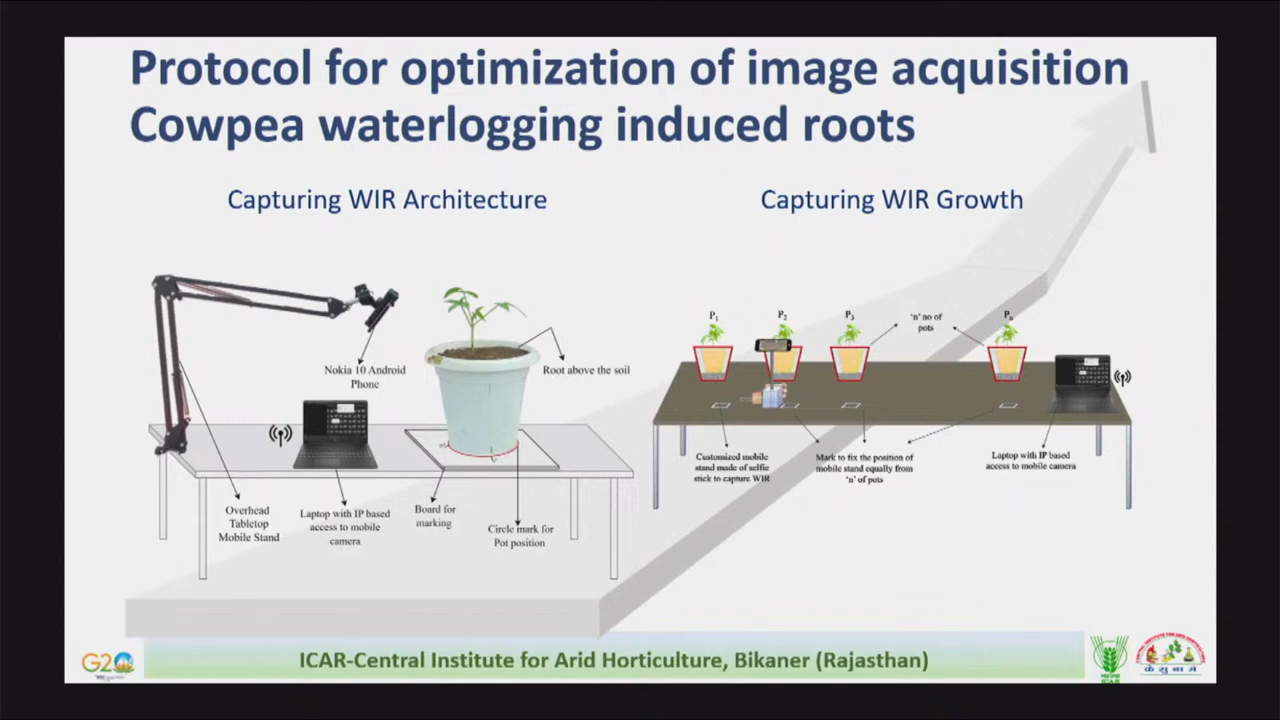 Protocol for optimization of image acquisition
Cowpea waterlogging induced roots
Capturing WIR Architecture
Capturing WIR Growth
Nokia 10 Android
Phone
Root above the soil
Overhead
Tabletop
Mobile Stand
Laptop with IP based
access to mobile
camera
Board for
marking
Circle mark for
Pot position
P1
P2
P3
'n' no of
pots
Pn
Customized mobile
stand made of selfie
stick to capture WIR
Mark to fix the position of
mobile stand equally from
'n' of pots
Laptop with IP based
access to mobile camera
G20
ICAR-Central Institute for Arid Horticulture, Bikaner (Rajasthan)
ICAR
के शु बा सं